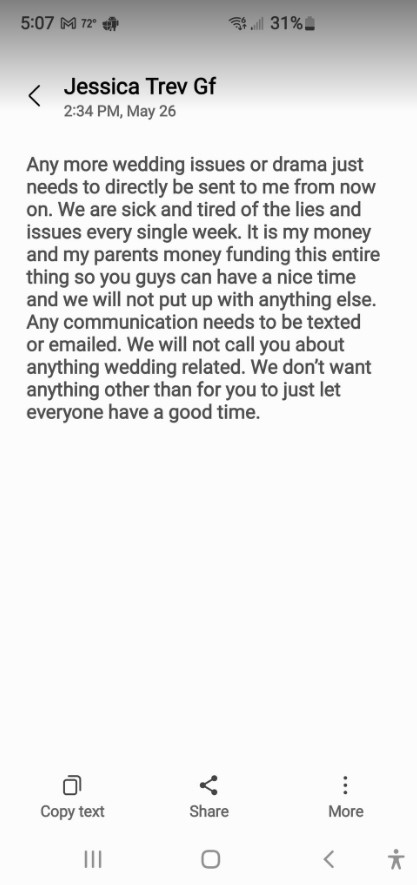 5:07 72° 31%
Jessica Trev Gf
2:34 PM, May 26
Any more wedding issues or drama just
needs to directly be sent to me from now
on. We are sick and tired of the lies and
issues every single week. It is my money
and my parents money funding this entire
thing so you guys can have a nice time
and we will not put up with anything else.
Any communication needs to be texted
or emailed. We will not call you about
anything wedding related. We don't want
anything other than for you to just let
everyone have a good time.
Copy text Share More